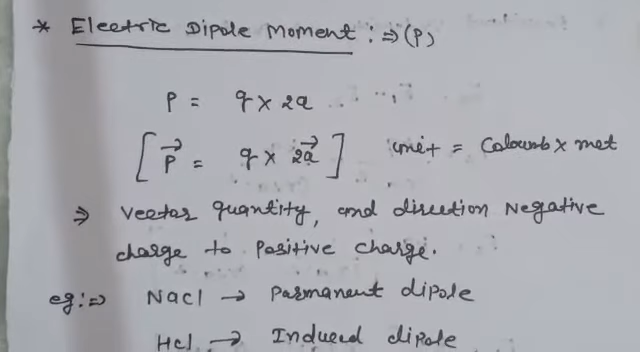 * Electric Dipole Moment :⇒ (P)
P = q × 2a
[ P⃗ = q × 2a⃗ ] unit = Coloumb × met
⇒ Vector quantity, and direction Negative
charge to Positive charge.
eg:⇒ NaCl → Parmanent dipole
HCl → Induced dipole